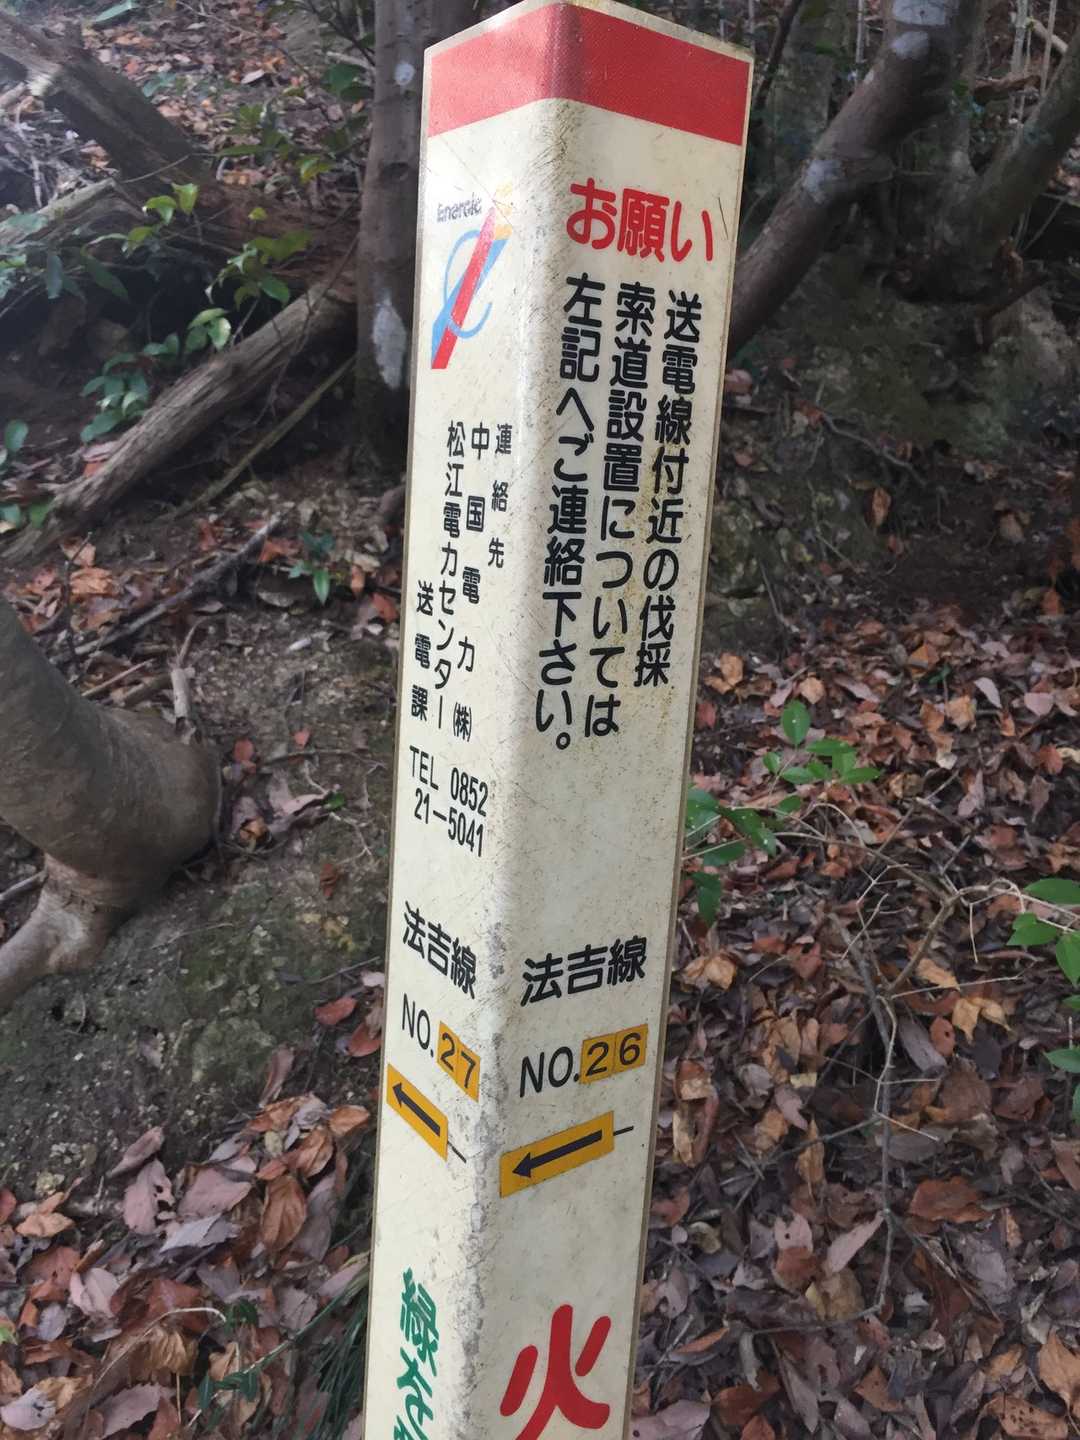 Energia
連絡先
中国電力㈱
松江電力センター
送電課
TEL 0852
21-5041
法吉線
NO.27
緑を
お願い
送電線付近の伐採
索道設置については
左記へご連絡下さい。
法吉線
NO.26
火